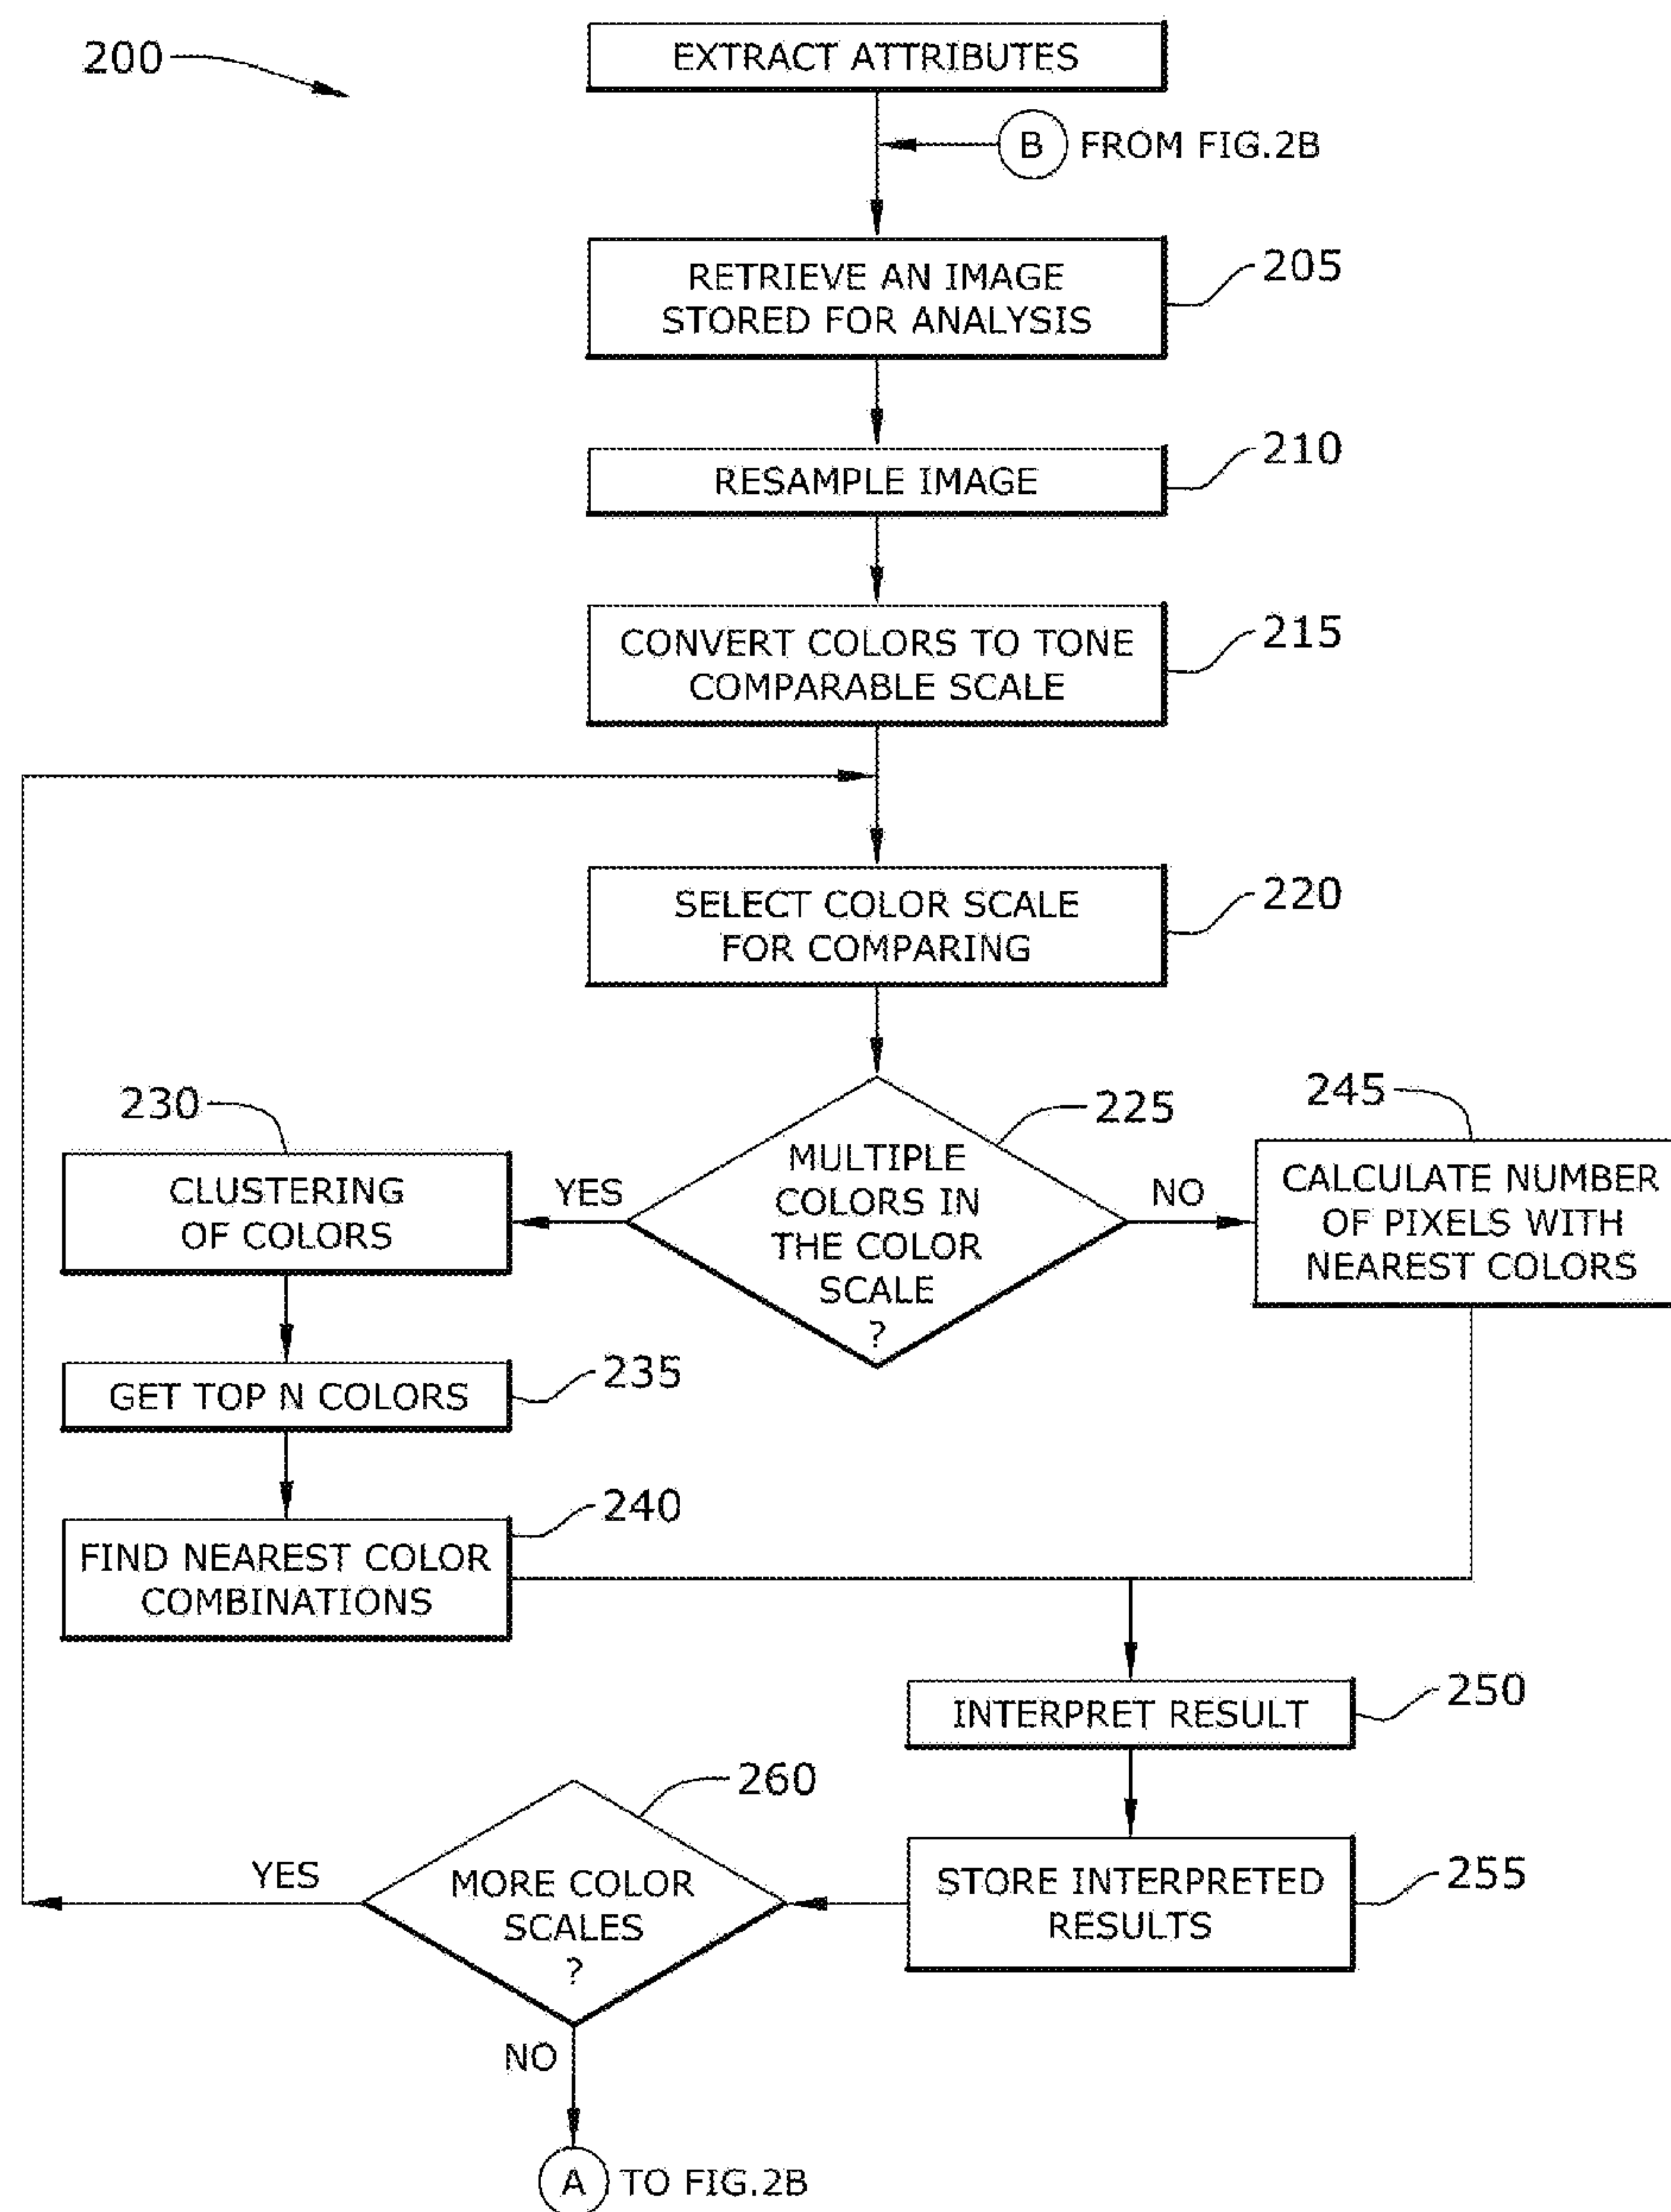 200
EXTRACT ATTRIBUTES
B FROM FIG.2B
RETRIEVE AN IMAGE
STORED FOR ANALYSIS
205
RESAMPLE IMAGE
210
CONVERT COLORS TO TONE
COMPARABLE SCALE
215
SELECT COLOR SCALE
FOR COMPARING
220
MULTIPLE
COLORS IN
THE COLOR
SCALE
?
225
YES
NO
230
CLUSTERING
OF COLORS
245
CALCULATE NUMBER
OF PIXELS WITH
NEAREST COLORS
GET TOP N COLORS
235
FIND NEAREST COLOR
COMBINATIONS
240
INTERPRET RESULT
250
STORE INTERPRETED
RESULTS
255
MORE COLOR
SCALES
?
260
YES
NO
A TO FIG.2B